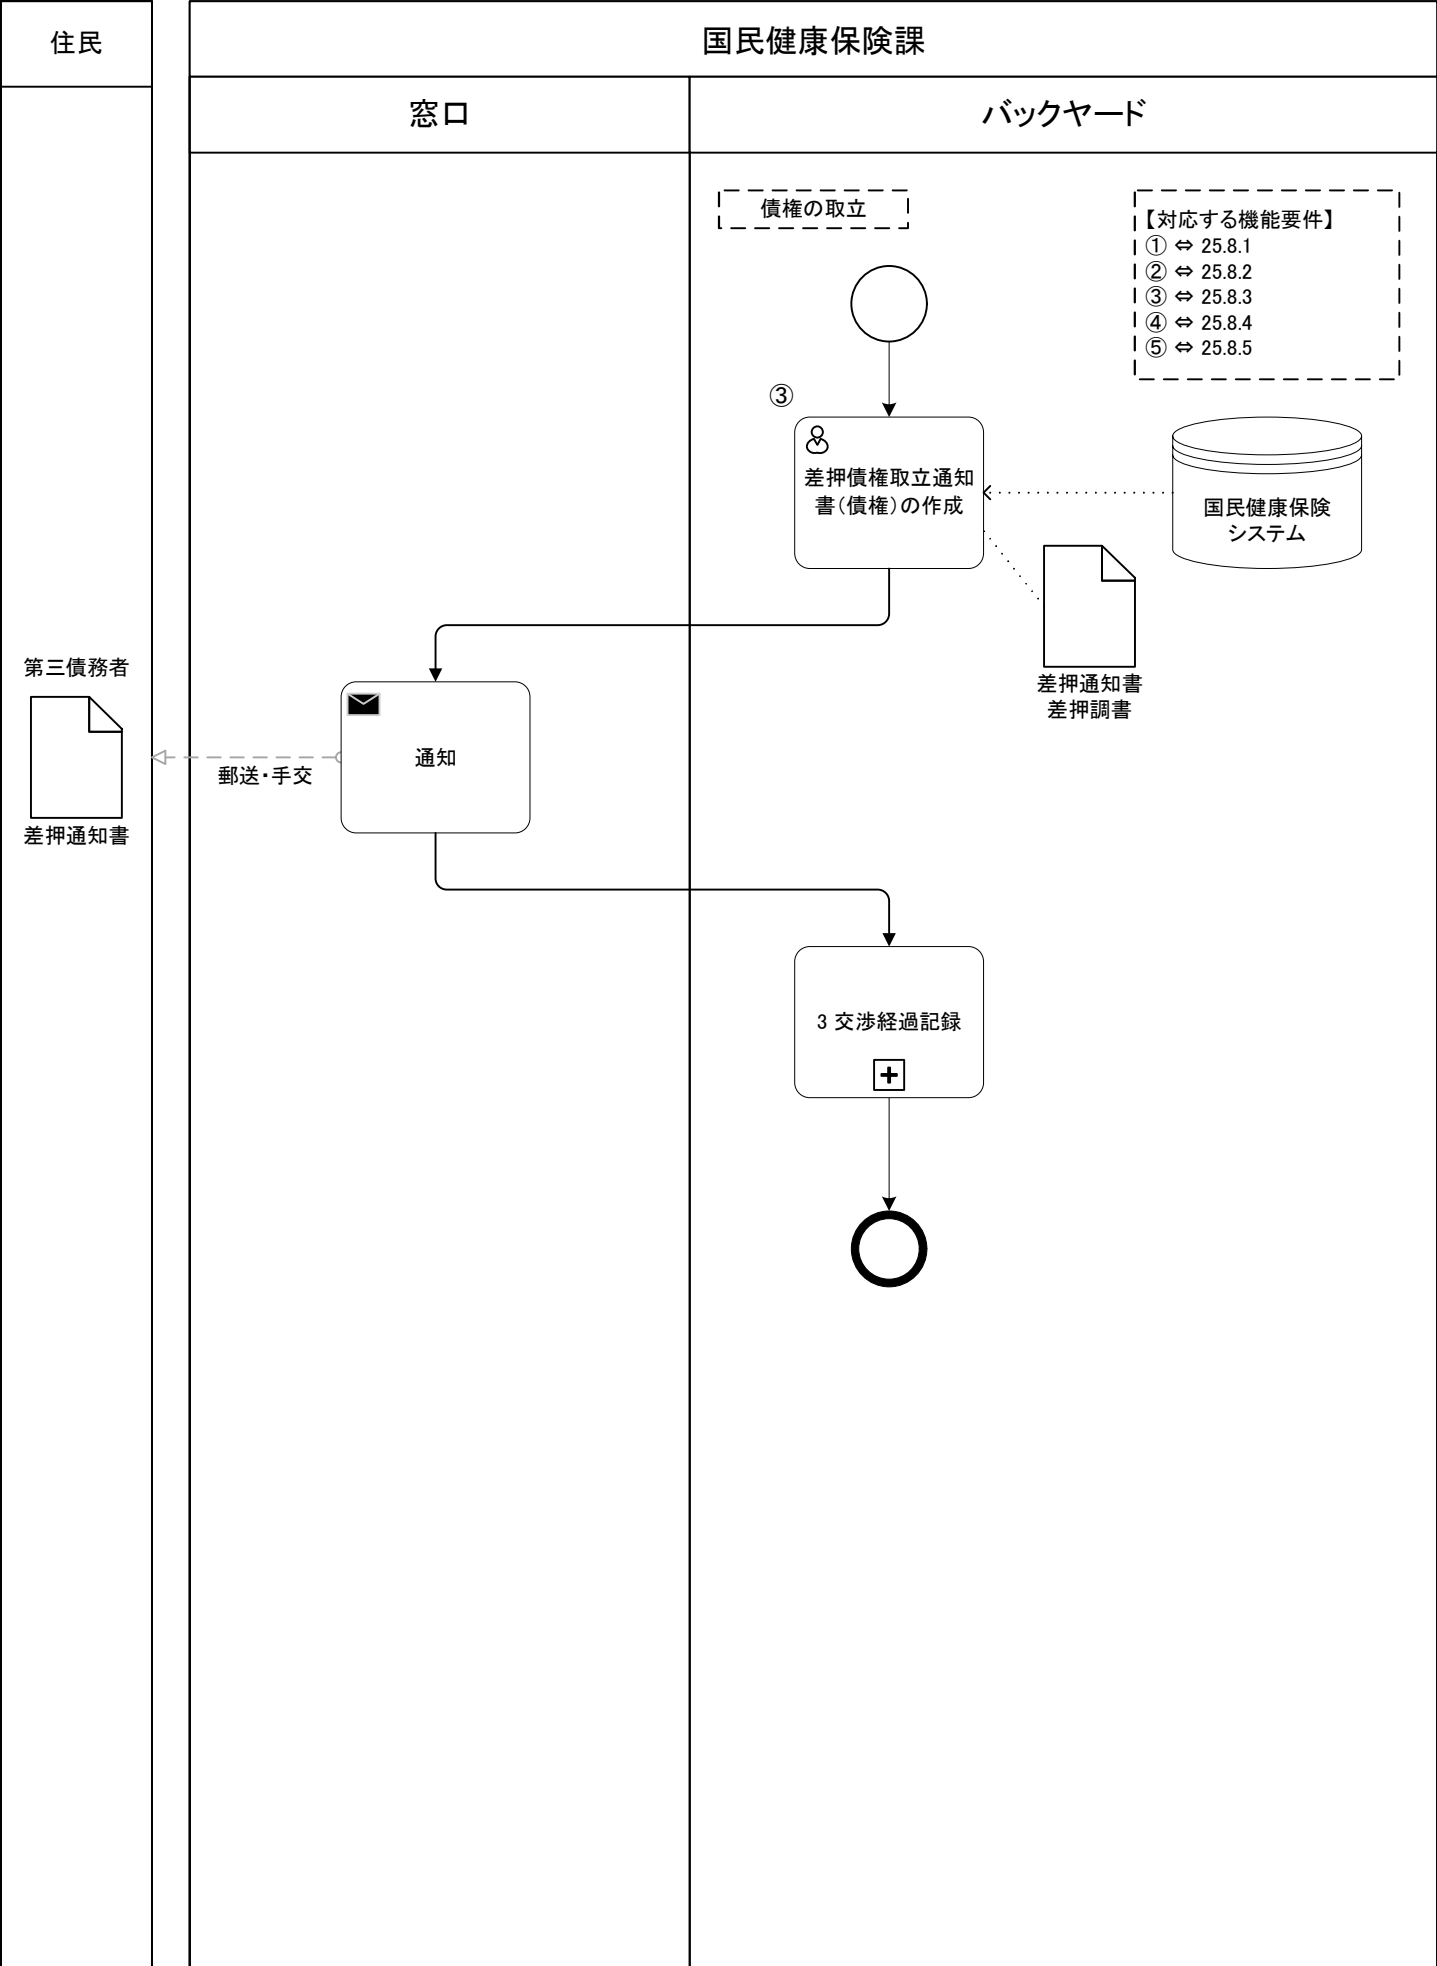 住民
国民健康保険課
窓口
バックヤード
債権の取立
【対応する機能要件】
① ⇔ 25.8.1
② ⇔ 25.8.2
③ ⇔ 25.8.3
④ ⇔ 25.8.4
⑤ ⇔ 25.8.5
③
差押債権取立通知
書（債権）の作成
国民健康保険
システム
差押通知書
差押調書
第三債務者
差押通知書
郵送・手交
通知
3 交渉経過記録